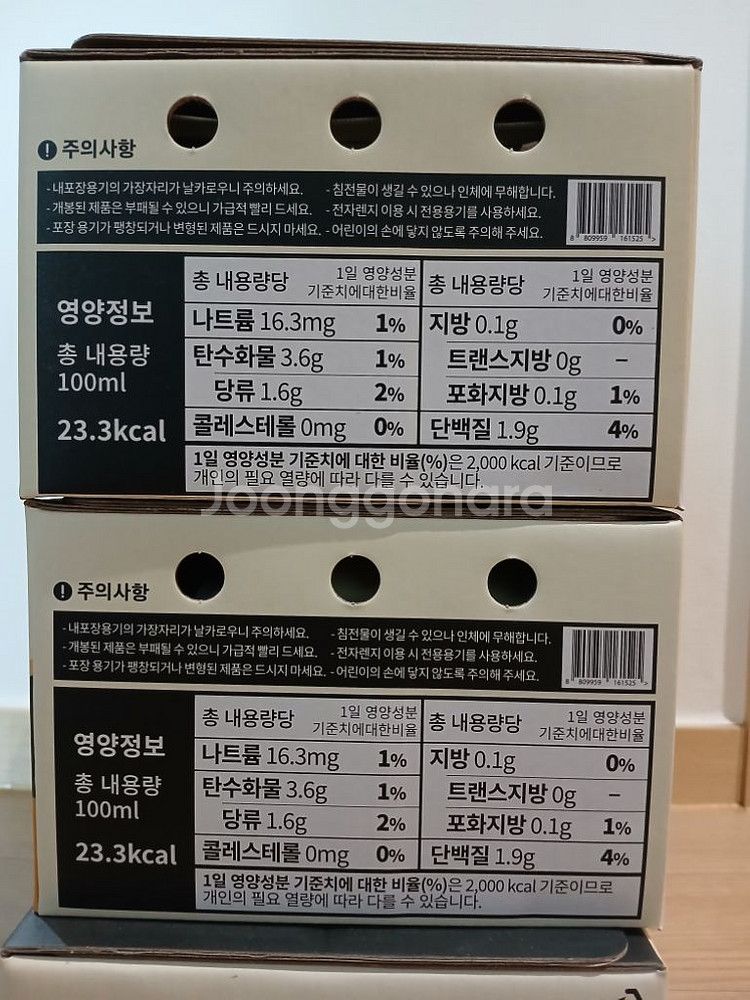 ! 주의사항
- 내포장용기의 가장자리가 날카로우니 주의하세요.
- 개봉된 제품은 부패될 수 있으니 가급적 빨리 드세요.
- 포장 용기가 팽창되거나 변형된 제품은 드시지 마세요.
- 침전물이 생길 수 있으나 인체에 무해합니다.
- 전자렌지 이용 시 전용용기를 사용하세요.
- 어린이의 손에 닿지 않도록 주의해 주세요.
8 809959 161525 >
영양정보
총 내용량
100ml
23.3kcal
총 내용량당 1일 영양성분
기준치에대한비율
나트륨 16.3mg 1%
탄수화물 3.6g 1%
당류 1.6g 2%
콜레스테롤 0mg 0%
총 내용량당 1일 영양성분
기준치에대한비율
지방 0.1g 0%
트랜스지방 0g –
포화지방 0.1g 1%
단백질 1.9g 4%
1일 영양성분 기준치에 대한 비율(%)은 2,000 kcal 기준이므로
개인의 필요 열량에 따라 다를 수 있습니다.
Joonggonara
! 주의사항
- 내포장용기의 가장자리가 날카로우니 주의하세요.
- 개봉된 제품은 부패될 수 있으니 가급적 빨리 드세요.
- 포장 용기가 팽창되거나 변형된 제품은 드시지 마세요.
- 침전물이 생길 수 있으나 인체에 무해합니다.
- 전자렌지 이용 시 전용용기를 사용하세요.
- 어린이의 손에 닿지 않도록 주의해 주세요.
8 809959 161525 >
영양정보
총 내용량
100ml
23.3kcal
총 내용량당 1일 영양성분
기준치에대한비율
나트륨 16.3mg 1%
탄수화물 3.6g 1%
당류 1.6g 2%
콜레스테롤 0mg 0%
총 내용량당 1일 영양성분
기준치에대한비율
지방 0.1g 0%
트랜스지방 0g –
포화지방 0.1g 1%
단백질 1.9g 4%
1일 영양성분 기준치에 대한 비율(%)은 2,000 kcal 기준이므로
개인의 필요 열량에 따라 다를 수 있습니다.